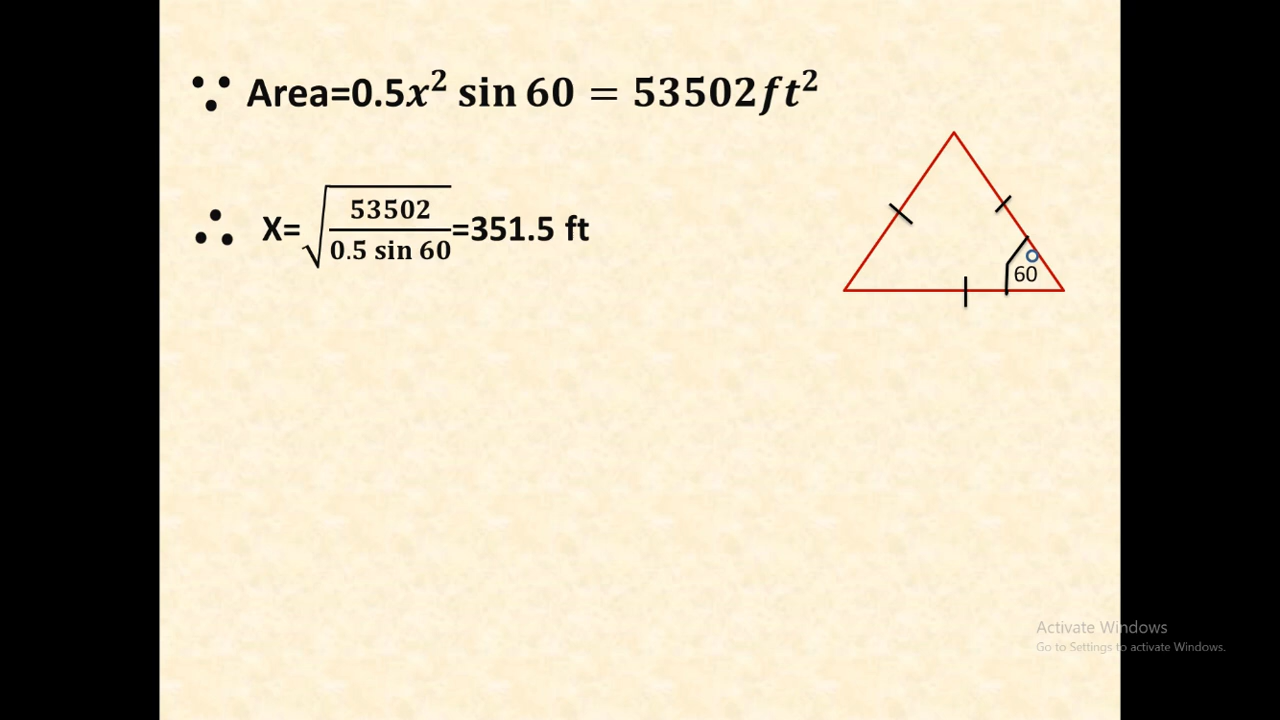 ∵ Area=0.5x² sin 60 = 53502ft²
∴ X=√(53502/(0.5 sin 60))=351.5 ft
60°
Activate Windows
Go to Settings to activate Windows.